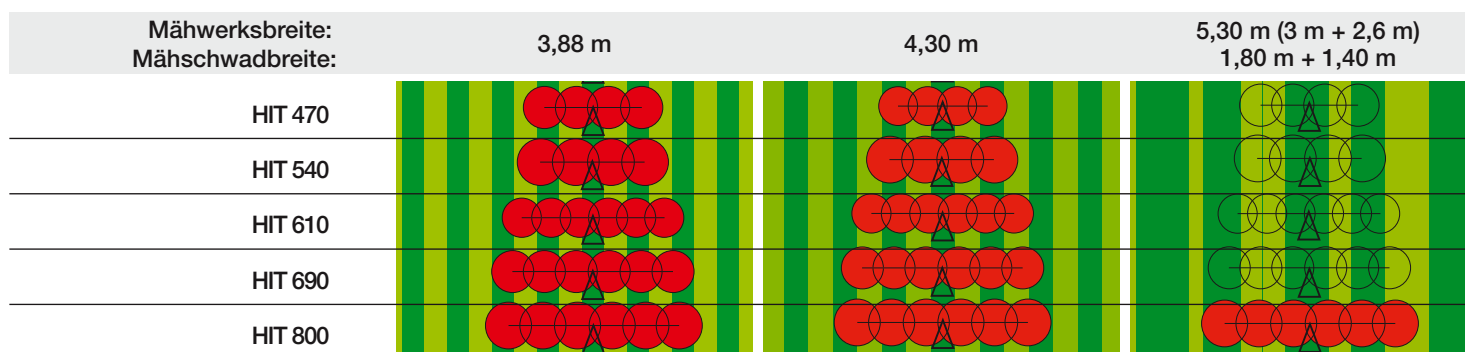 Mähwerksbreite:
Mähschwadbreite:
3,88 m
4,30 m
5,30 m (3 m + 2,6 m)
1,80 m + 1,40 m
HIT 470
HIT 540
HIT 610
HIT 690
HIT 800